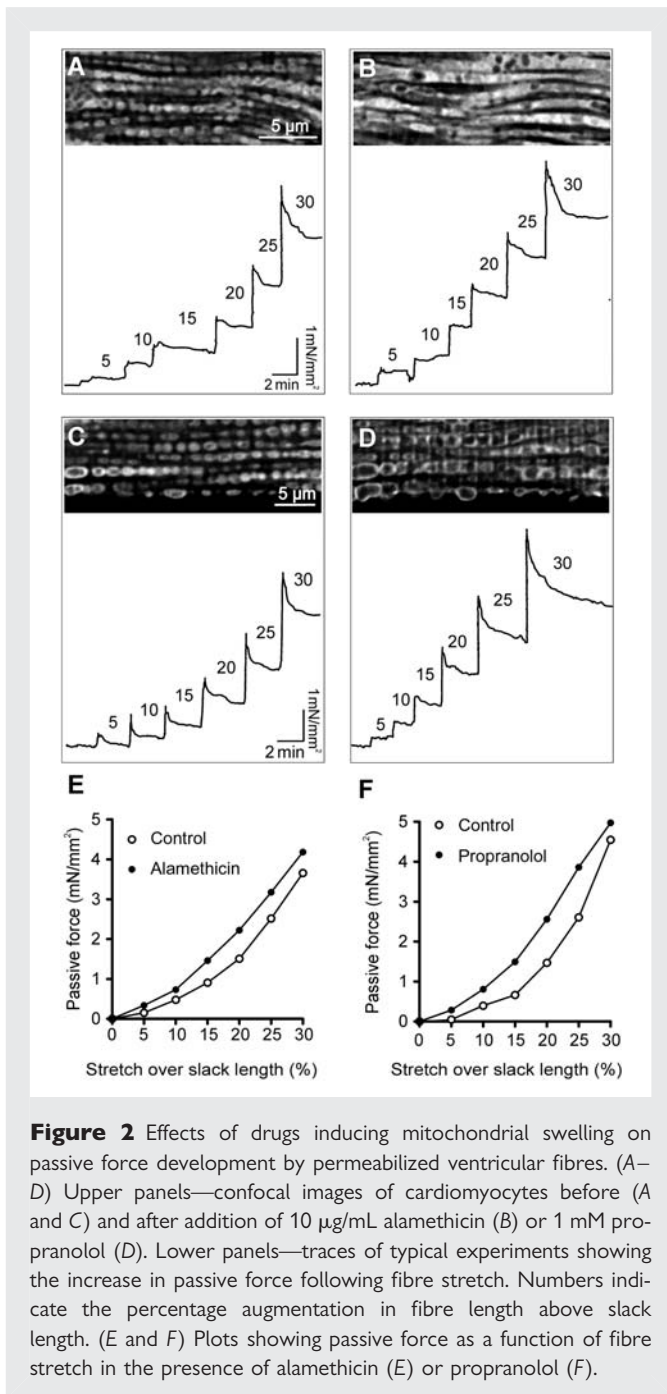 A
B
5 µm
30
25
20
15
10
5
1mN/mm²
2 min
30
25
20
15
10
5
C
D
5 µm
30
25
20
15
10
5
1mN/mm²
2 min
30
25
20
15
10
5
E
F
5
4
3
2
1
0
Passive force (mN/mm²)
Control
Alamethicin
0 5 10 15 20 25 30
Stretch over slack length (%)
5
4
3
2
1
0
Passive force (mN/mm²)
Control
Propranolol
0 5 10 15 20 25 30
Stretch over slack length (%)
Figure 2 Effects of drugs inducing mitochondrial swelling on
passive force development by permeabilized ventricular fibres. (A–
D) Upper panels—confocal images of cardiomyocytes before (A
and C) and after addition of 10 µg/mL alamethicin (B) or 1 mM pro-
pranolol (D). Lower panels—traces of typical experiments showing
the increase in passive force following fibre stretch. Numbers indi-
cate the percentage augmentation in fibre length above slack
length. (E and F) Plots showing passive force as a function of fibre
stretch in the presence of alamethicin (E) or propranolol (F).